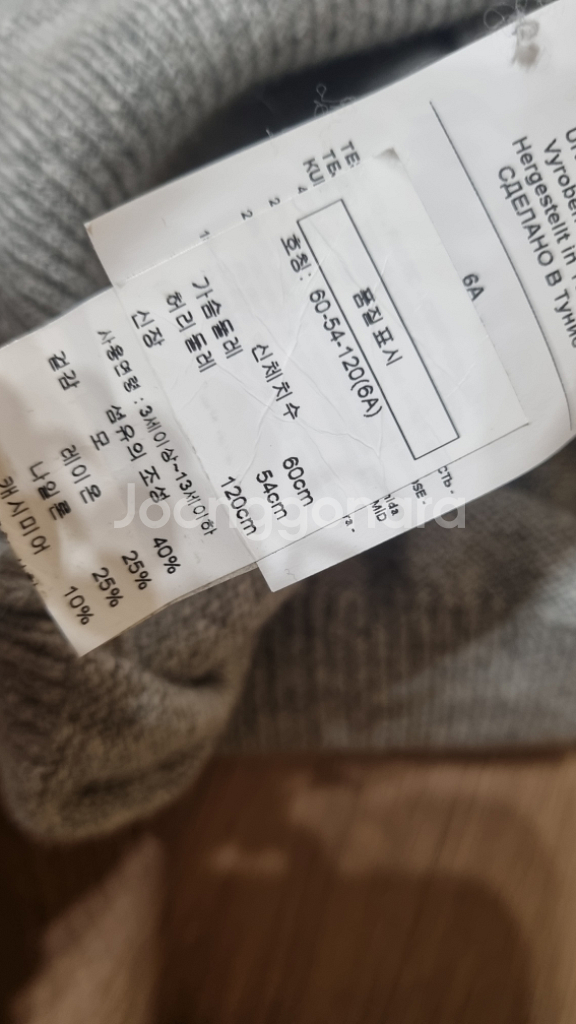 품질표시
호칭: 60-54-120(6A)
신체치수
가슴둘레 60cm
허리둘레 54cm
신장 120cm
사용연령: 3세이상~13세이하
섬유의 조성
겉감 모 40%
레이온 25%
나일론 25%
캐시미어 10%
6A
Hergestellt in
СДЕЛАНО В
Joonggonara